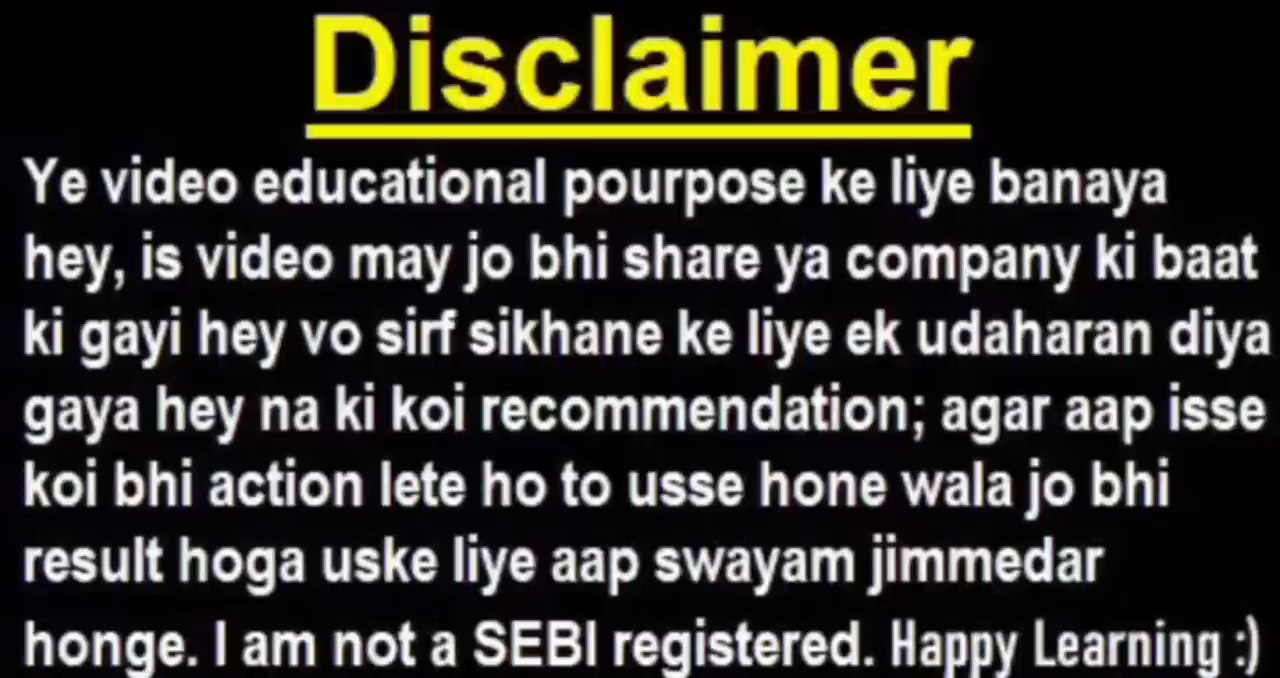 Disclaimer
Ye video educational pourpose ke liye banaya
hey, is video may jo bhi share ya company ki baat
ki gayi hey vo sirf sikhane ke liye ek udaharan diya
gaya hey na ki koi recommendation; agar aap isse
koi bhi action lete ho to usse hone wala jo bhi
result hoga uske liye aap swayam jimmedar
honge. I am not a SEBI registered. Happy Learning :)